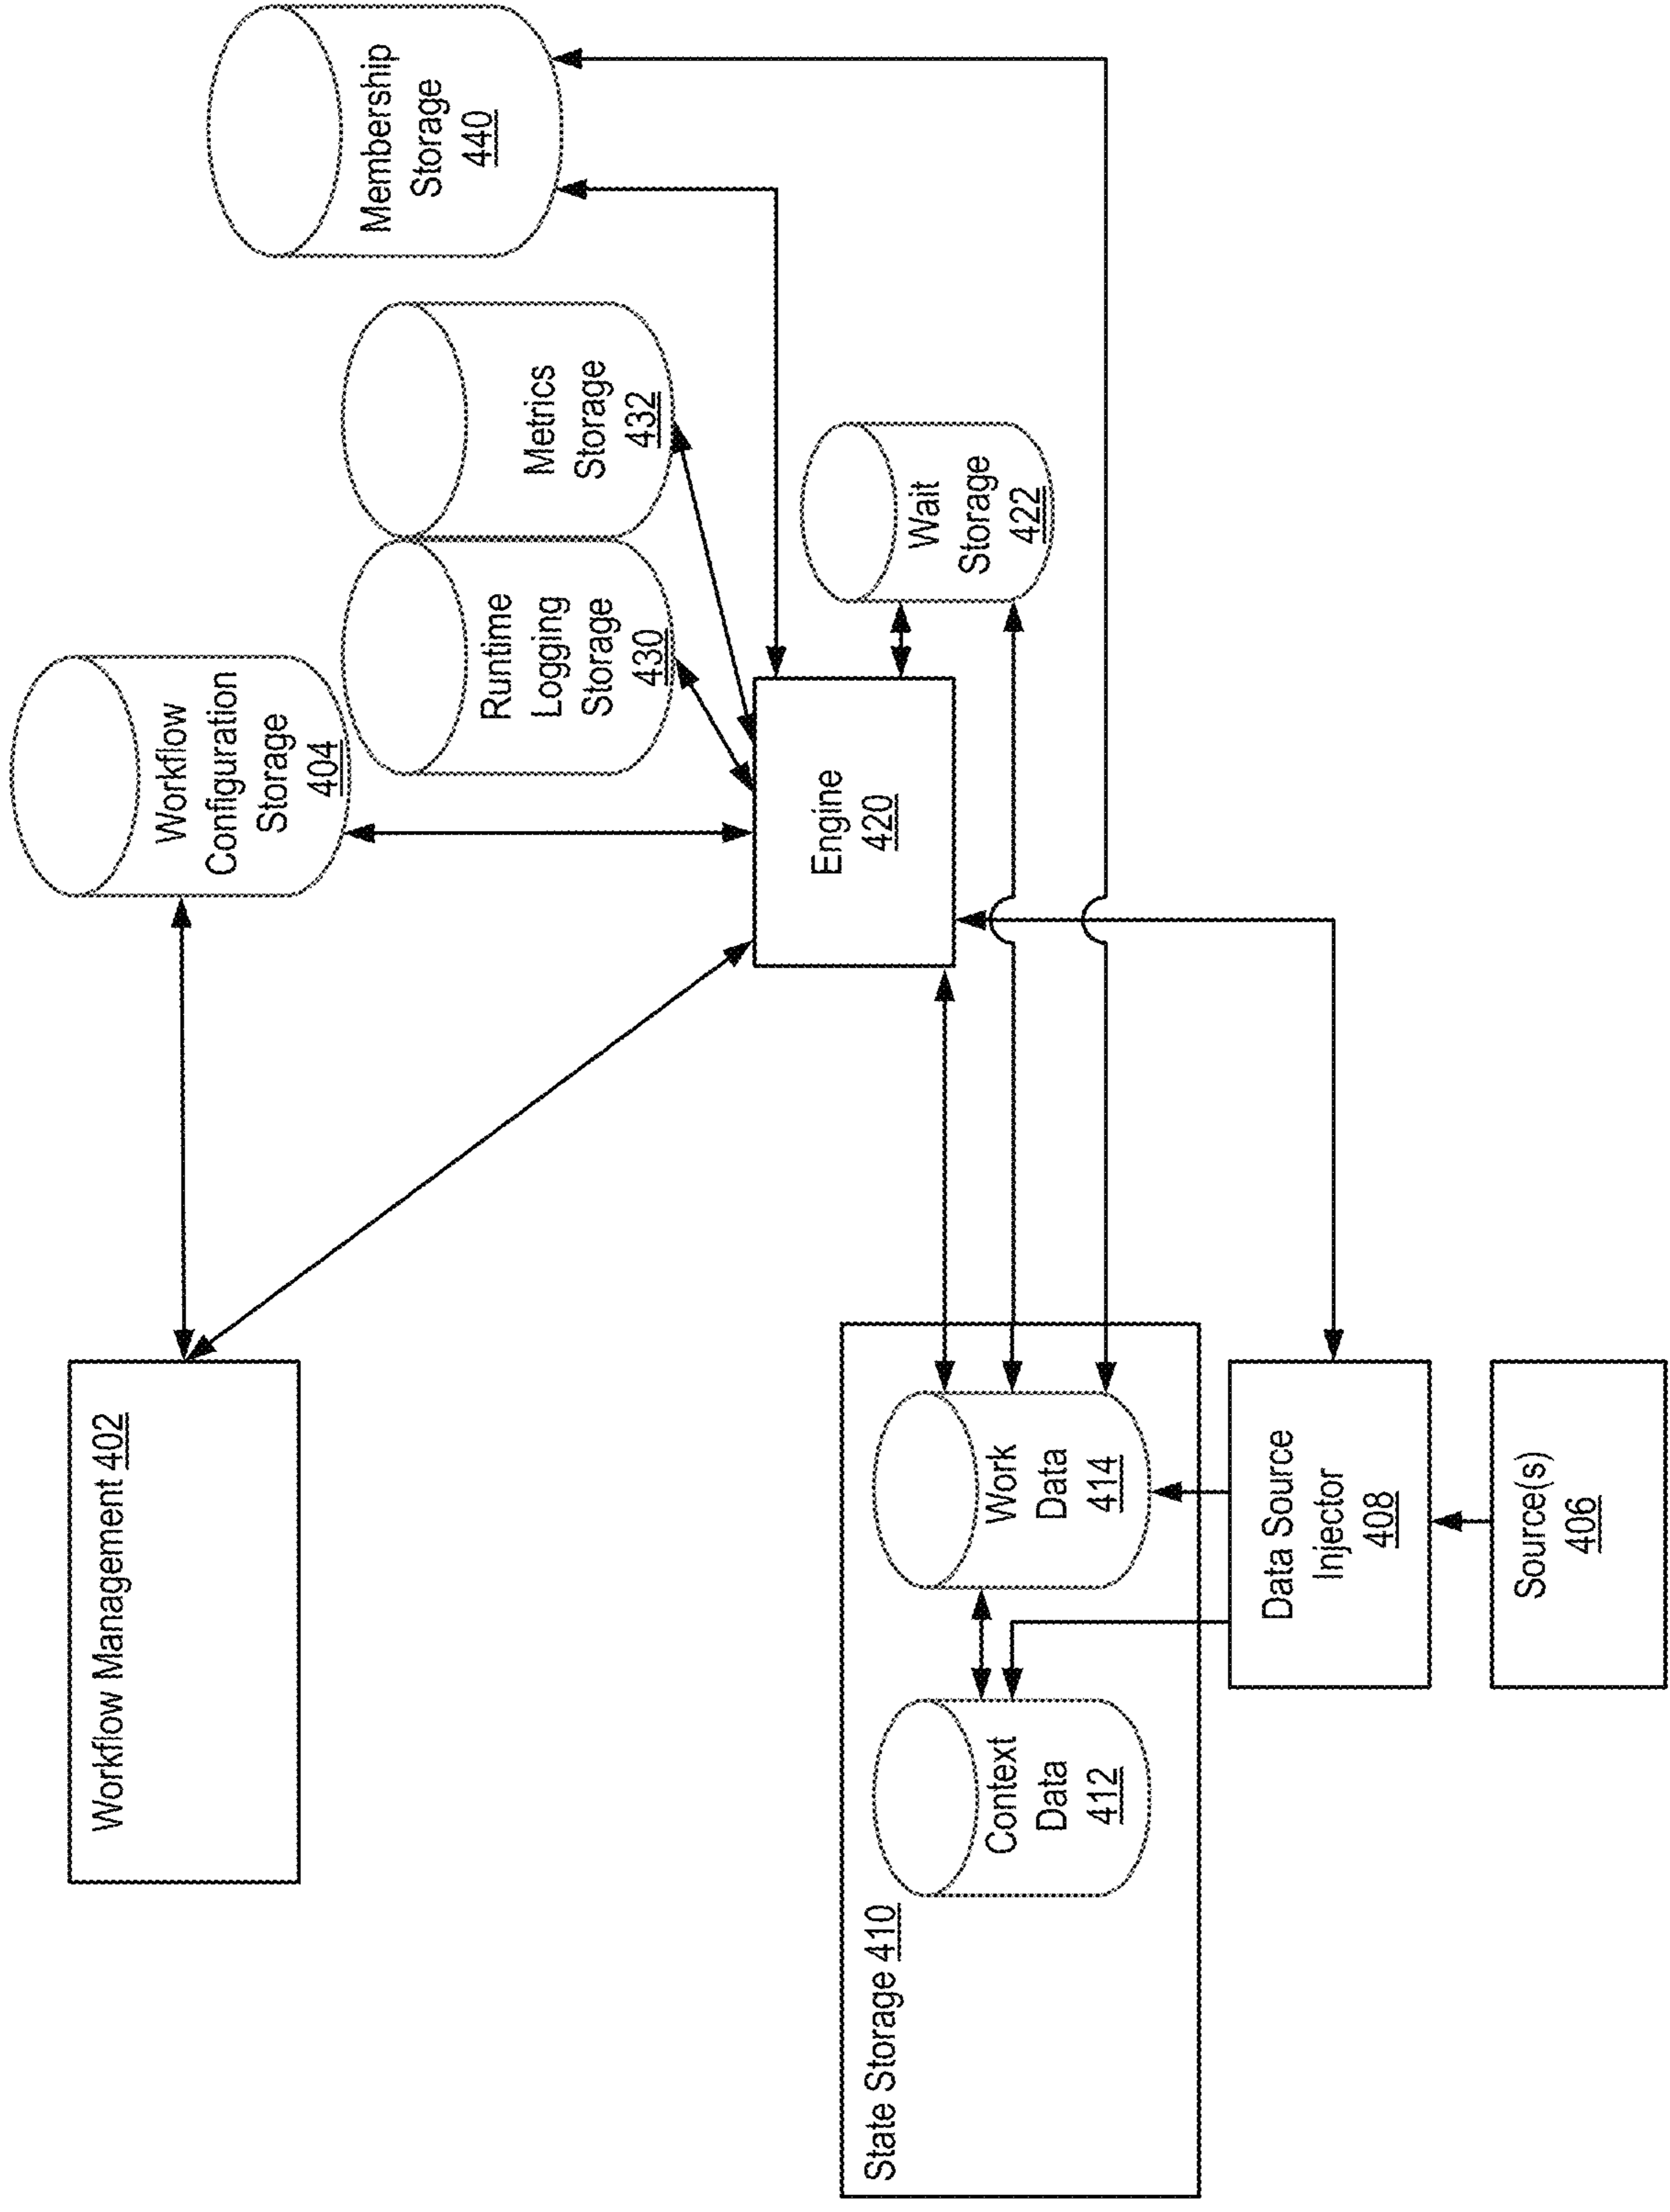 Workflow Management 402
Workflow
Configuration
Storage
404
Runtime
Logging
Storage
430
Metrics
Storage
432
Membership
Storage
440
Engine
420
Wait
Storage
422
State Storage 410
Context
Data
412
Work
Data
414
Data Source
Injector
408
Source(s)
406